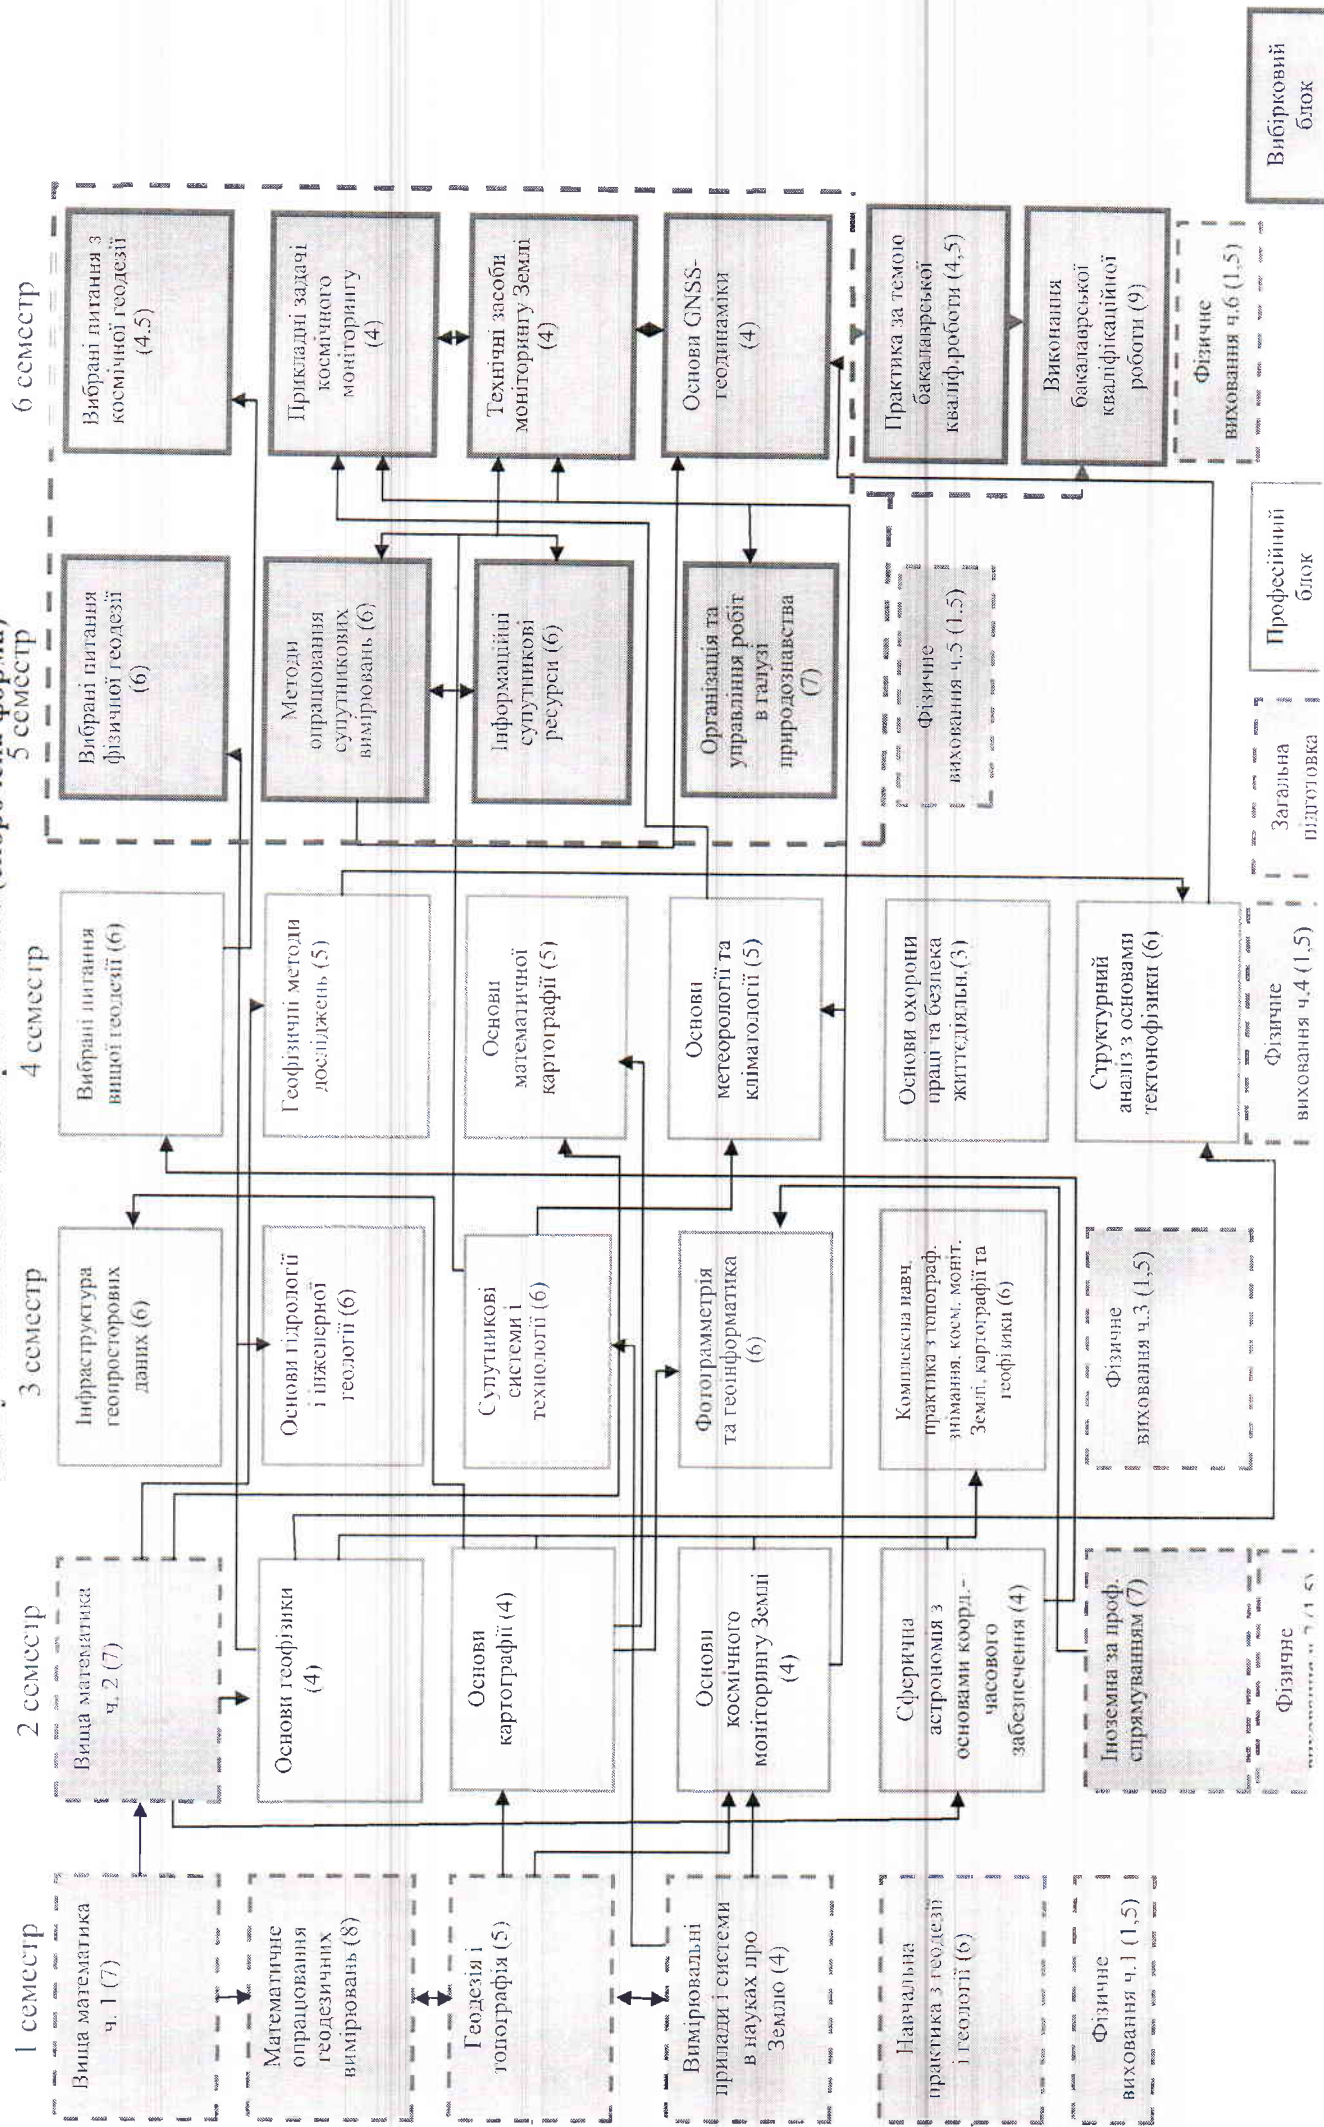 1 семестр
Вища математика
ч. 1 (7)
Математичне
опрацювання
геодезичних
вимірювань (8)
Геодезія і
топографія (5)
Вимірювальні
прилади і системи
в науках про
Землю (4)
Навчальна
практика з геодезії
і геології (6)
Фізичне
виховання ч.1 (1,5)
2 семестр
Вища математика
ч. 2 (7)
Основи геофізики
(4)
Основи
картографії (4)
Основи
космічного
моніторингу Землі
(4)
Сферична
астрономія з
основами коорд.-
часового
забезпечення (4)
Іноземна за проф.
спрямуванням (7)
Фізичне
3 семестр
Інфраструктура
геопросторових
даних (6)
Основи гідрології
і інженерної
геології (6)
Супутникові
системи і
технології (6)
Фотограмметрія
та геоінформатика
(6)
Комплексна навч.
практика з топограф.
знімання, косм. моніт.
Землі, картографії та
геофізики (6)
Фізичне
виховання ч.3 (1,5)
4 семестр
Вибрані питання
вищої геодезії (6)
Геофізичні методи
досліджень (5)
Основи
математичної
картографії (5)
Основи
метеорології та
кліматології (5)
Основи охорони
праці та безпека
життєдіяльн.(3)
Структурний
аналіз з основами
тектонофізики (6)
Фізичне
виховання ч.4 (1,5)
5 семестр
Вибрані питання
фізичної геодезії
(6)
Методи
опрацювання
супутникових
вимірювань (6)
Інформаційні
супутникові
ресурси (6)
Організація та
управління робіт
в галузі
природознавства
(7)
Фізичне
виховання ч.5 (1.5)
6 семестр
Вибрані питання з
космічної геодезії
(4.5)
Прикладні задачі
космічного
моніторингу
(4)
Технічні засоби
моніторингу Землі
(4)
Основи GNSS-
геодинаміки
(4)
Практика за темою
бакалаврської
кваліф.роботи (4,5)
Виконання
бакалаврської
кваліфікаційної
роботи (9)
Фізичне
виховання ч.6 (1,5)
Загальна
підготовка
Професійний
блок
Вибірковий
блок